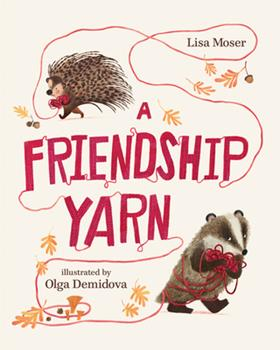 Lisa Moser
A
FRIENDSHIP
YARN
illustrated by
Olga Demidova